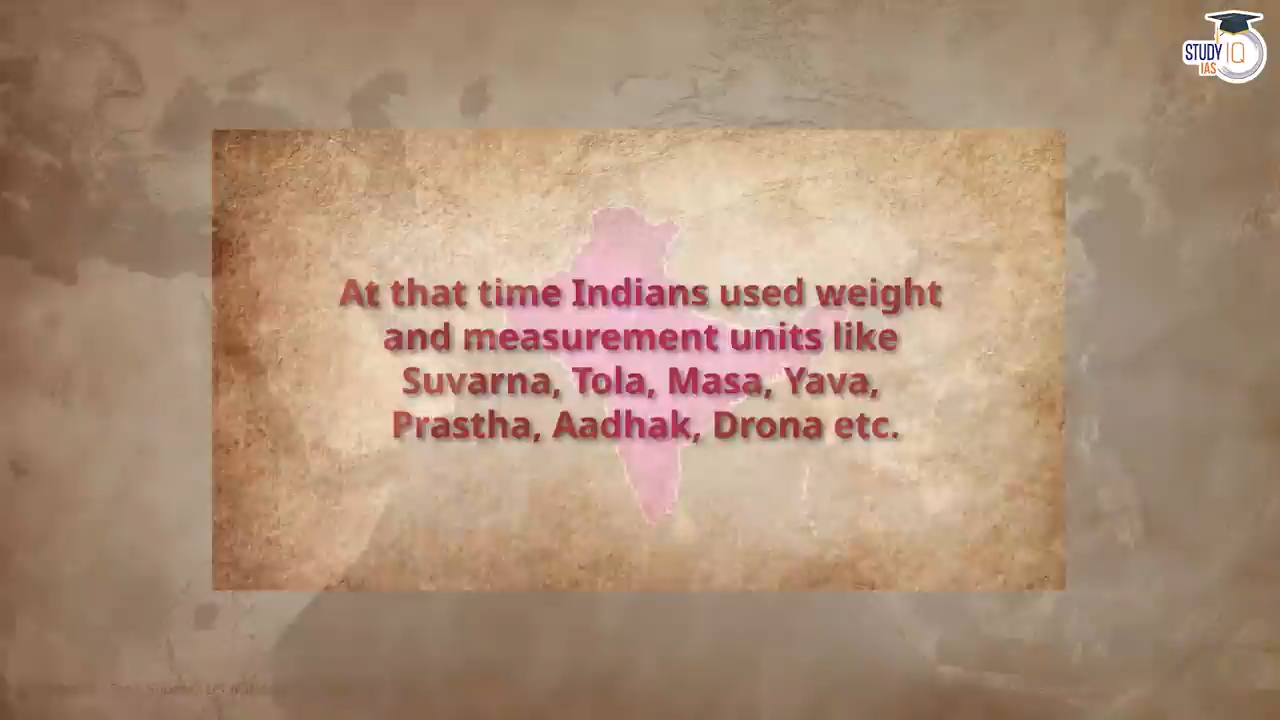 STUDY IQ
IAS
At that time Indians used weight
and measurement units like
Suvarna, Tola, Masa, Yava,
Prastha, Aadhak, Drona etc.